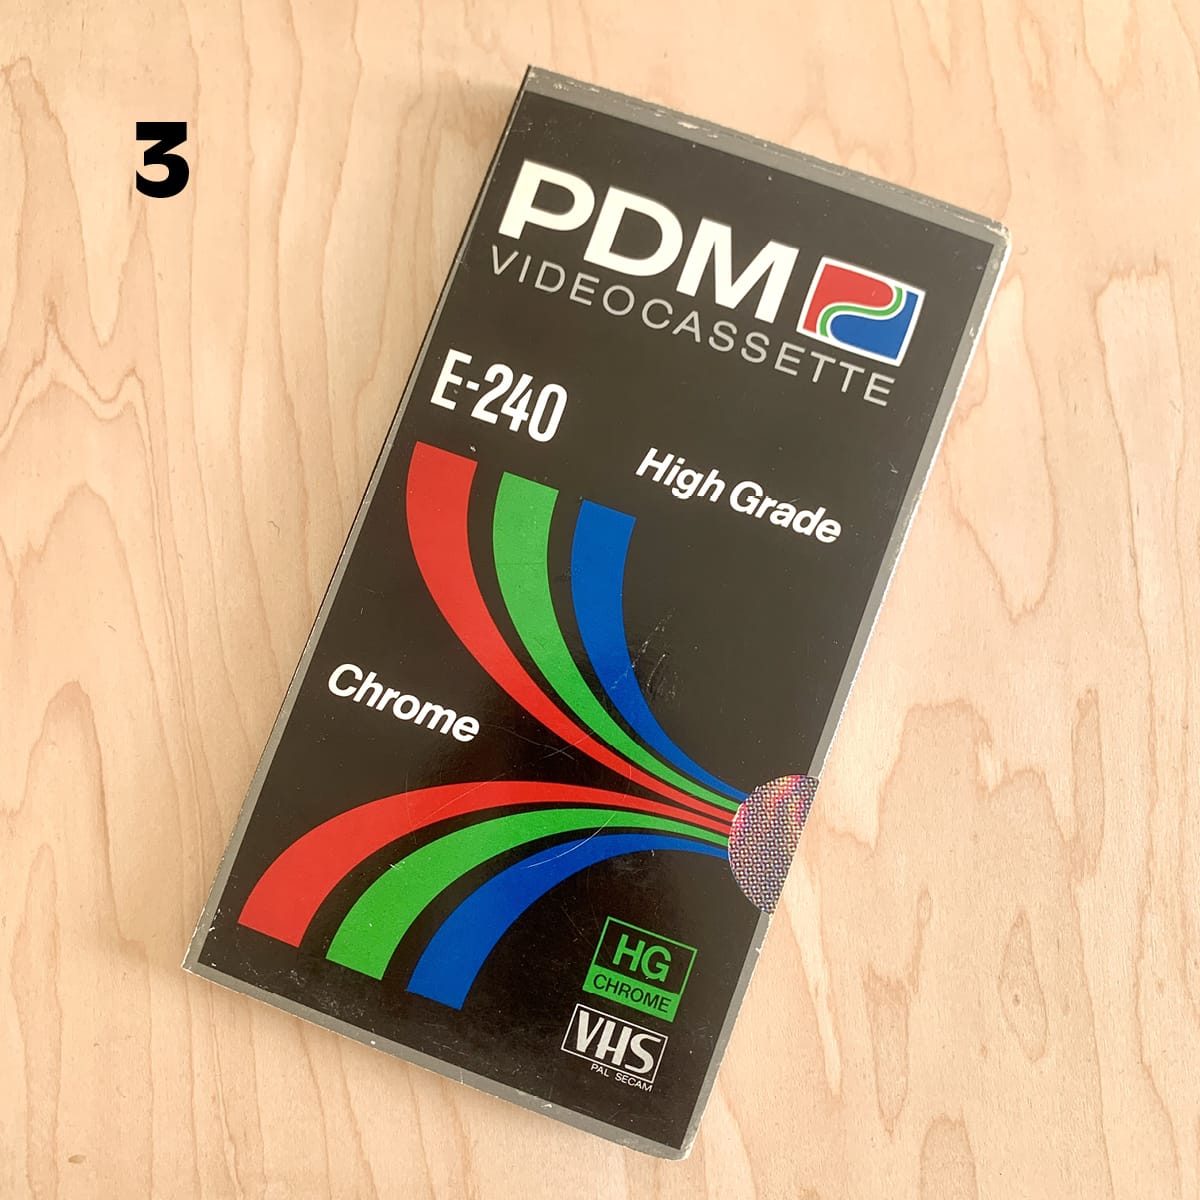 3
PDM
VIDEOCASSETTE
E-240
High Grade
Chrome
HG
CHROME
VHS
PAL SECAM